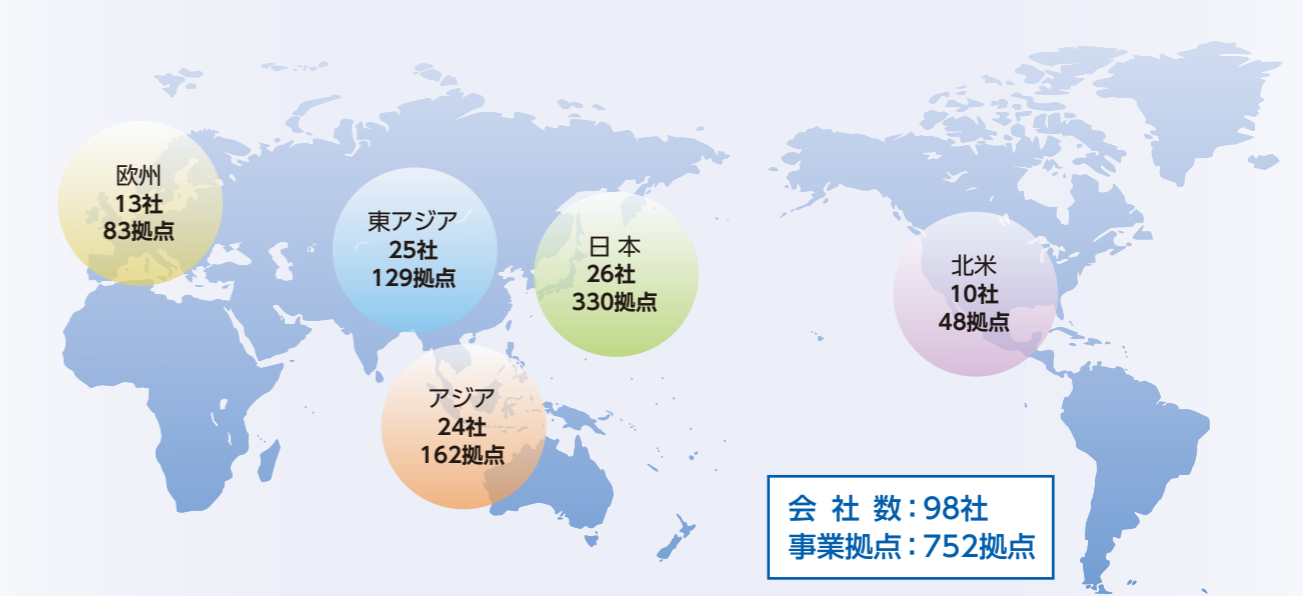 欧州
13社
83拠点
東アジア
25社
129拠点
日 本
26社
330拠点
北米
10社
48拠点
アジア
24社
162拠点
会 社 数：98社
事業拠点：752拠点